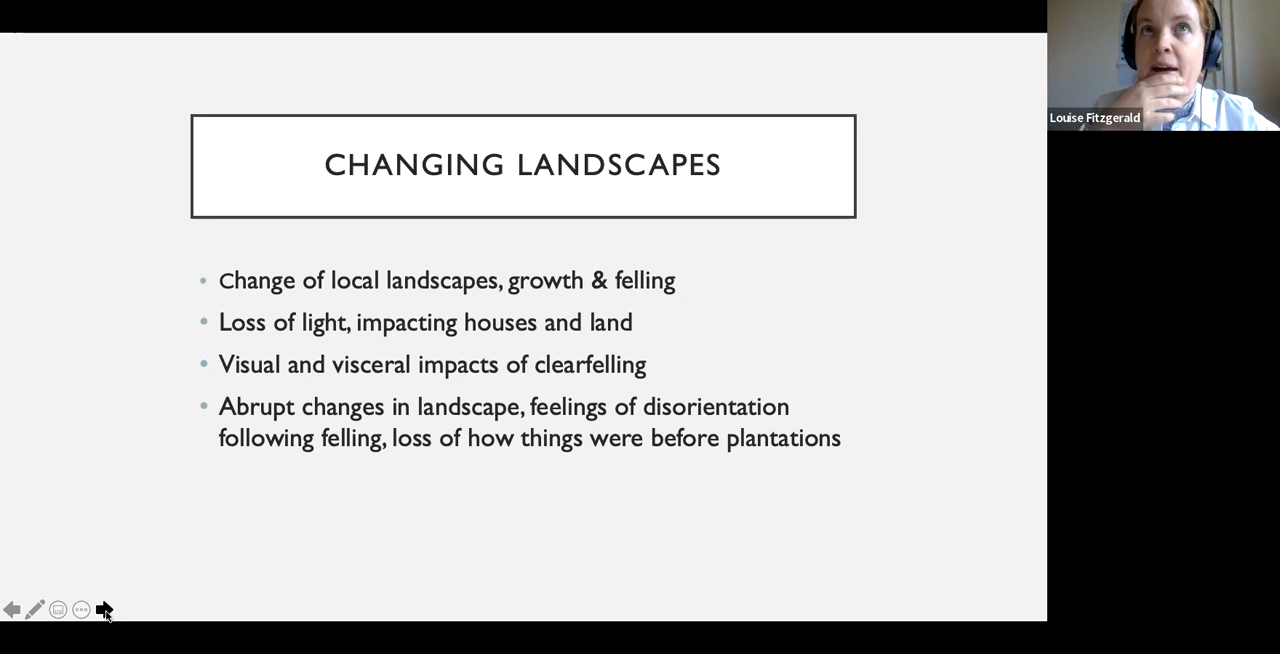 CHANGING LANDSCAPES
• Change of local landscapes, growth & felling
• Loss of light, impacting houses and land
• Visual and visceral impacts of clearfelling
• Abrupt changes in landscape, feelings of disorientation
following felling, loss of how things were before plantations
Louise Fitzgerald